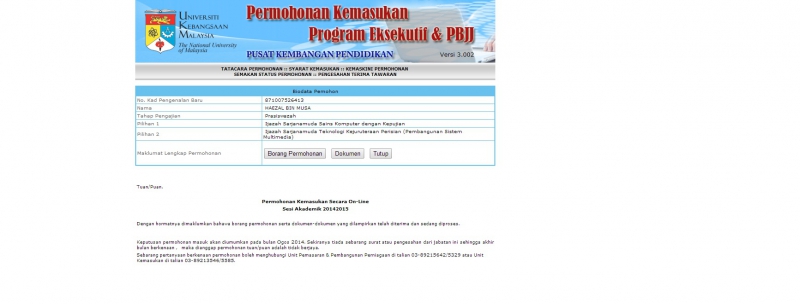 UNIVERSITI
KEBANGSAAN
MALAYSIA
The National University
of Malaysia
Permohonan Kemasukan
Program Eksekutif & PBJJ
PUSAT KEMBANGAN PENDIDIKAN
Versi 3.002
TATACARA PERMOHONAN :: SYARAT KEMASUKAN :: KEMASKINI PERMOHONAN
SEMAKAN STATUS PERMOHONAN :: PENGESAHAN TERIMA TAWARAN
Biodata Pemohon
No. Kad Pengenalan Baru 871007526413
Nama HAEZAL BIN MUSA
Tahap Pengajian Prasiswazah
Pilihan 1 Ijazah Sarjanamuda Sains Komputer dengan Kepujian
Pilihan 2 Ijazah Sarjanamuda Teknologi Kejuruteraan Perisian (Pembangunan Sistem
Multimedia)
Maklumat Lengkap Permohonan Borang Permohonan Dokumen Tutup
Tuan/Puan,
Permohonan Kemasukan Secara On-Line
Sesi Akademik 20142015
Dengan hormatnya dimaklumkan bahawa borang permohonan serta dokumen-dokumen yang dilampirkan telah diterima dan sedang diproses.
Keputusan permohonan masuk akan diumumkan pada bulan Ogos 2014. Sekiranya tiada sebarang surat atau pengesahan dari jabatan ini sehingga akhir
bulan berkenaan , maka dianggap permohonan tuan/puan adalah tidak berjaya.
Sebarang pertanyaan berkenaan permohonan boleh menghubungi Unit Pemasaran & Pembangunan Perniagaan di talian 03-89215642/5329 atau Unit
Kemasukan di talian 03-89213546/5585.